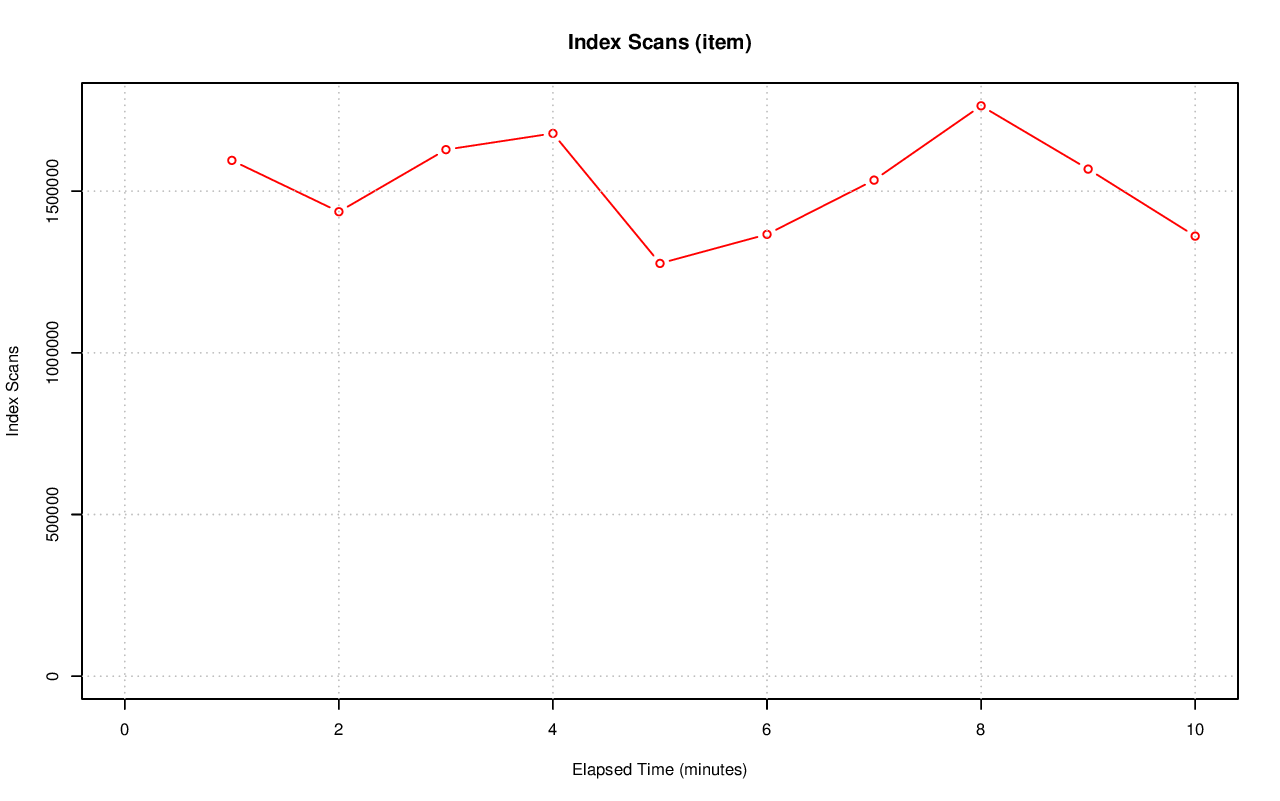 Index Scans (item)
Index Scans
1500000
1000000
500000
0
0 2 4 6 8 10
Elapsed Time (minutes)